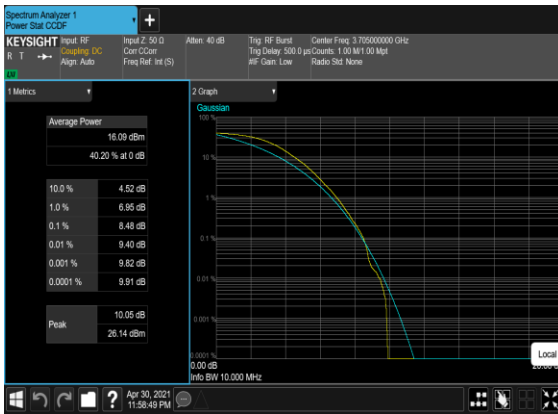 Spectrum Analyzer 1
Power Stat CCDF
KEYSIGHT
R T
Input: RF
Coupling: DC
Align: Auto
Input Z: 50 Ω
Corr CCorr
Freq Ref: Int (S)
Atten: 40 dB
Trig: RF Burst
Trig Delay: 500.0 µs
#IF Gain: Low
Center Freq: 3.705000000 GHz
Counts: 1.00 M/1.00 Mpt
Radio Std: None
1 Metrics
Average Power
16.09 dBm
40.20 % at 0 dB
10.0 % 4.52 dB
1.0 % 6.95 dB
0.1 % 8.48 dB
0.01 % 9.40 dB
0.001 % 9.82 dB
0.0001 % 9.91 dB
Peak
10.05 dB
26.14 dBm
2 Graph
Gaussian
100 %
10 %
1 %
0.1 %
0.01 %
0.001 %
0.0001 %
0.00 dB
Info BW 10.000 MHz
Local
?
Apr 30, 2021
11:58:49 PM